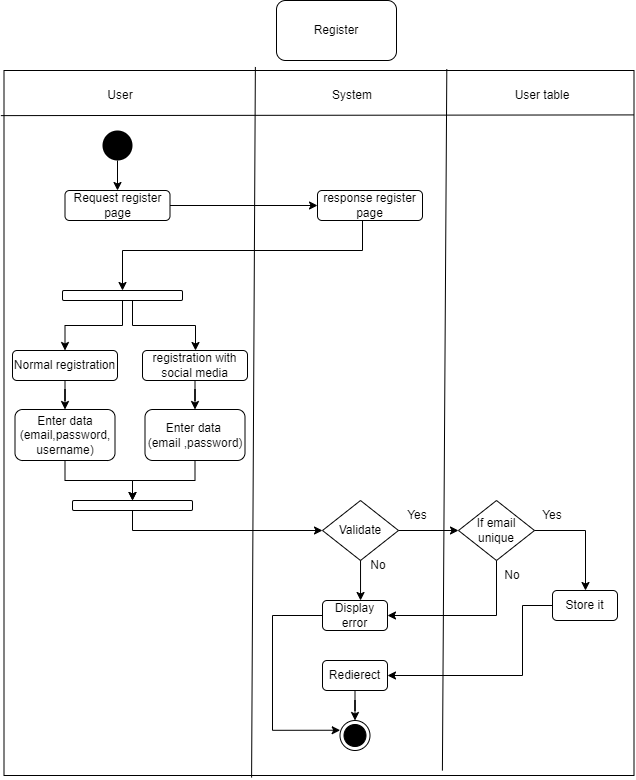 Register
User
System
User table
Request register
page
response register
page
Normal registration
registration with
social media
Enter data
(email,password,
username)
Enter data
(email ,password)
Validate
Yes
If email
unique
Yes
No
No
Display
error
Store it
Redierect